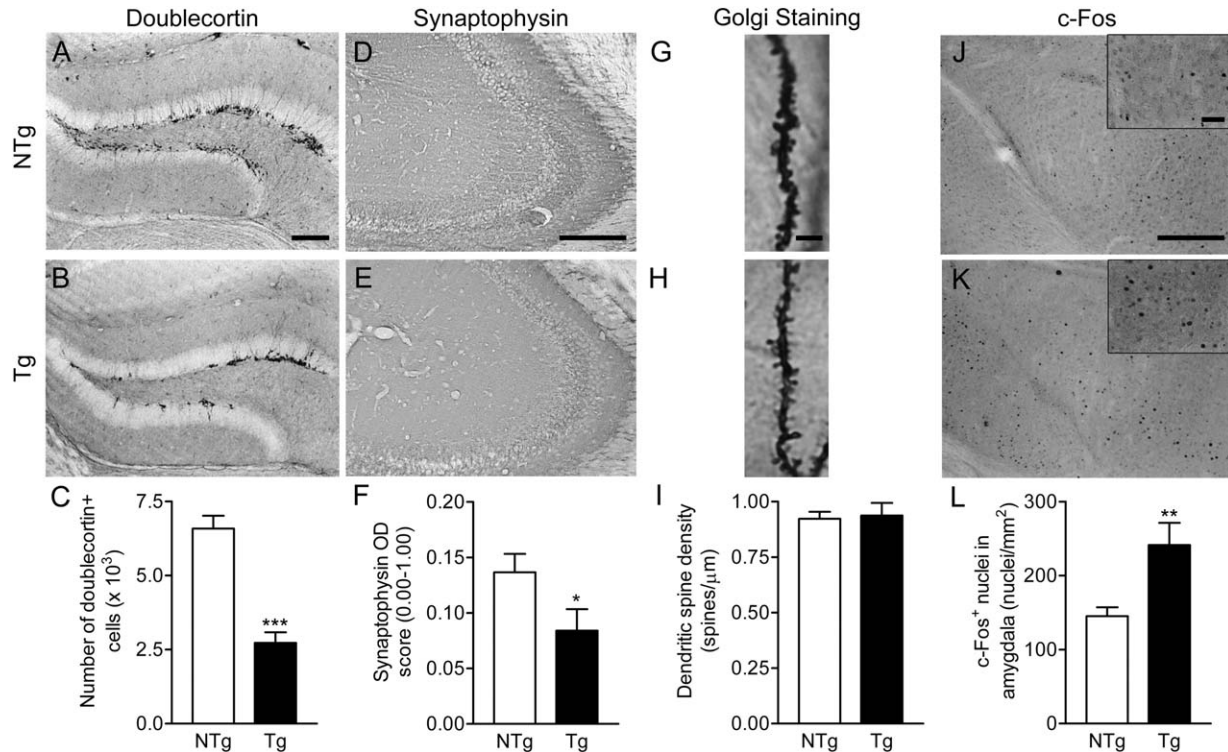 Doublecortin
Synaptophysin
Golgi Staining
c-Fos
NTg
A
D
G
J
Tg
B
E
H
K
C
Number of doublecortin+
cells (x 10³)
7.5
5.0
2.5
0.0
***
NTg
Tg
F
Synaptophysin OD
score (0.00-1.00)
0.20
0.15
0.10
0.05
0.00
*
NTg
Tg
I
Dendritic spine density
(spines/μm)
1.00
0.75
0.50
0.25
0.00
NTg
Tg
L
c-Fos⁺ nuclei in
amygdala (nuclei/mm²)
300
200
100
0
**
NTg
Tg